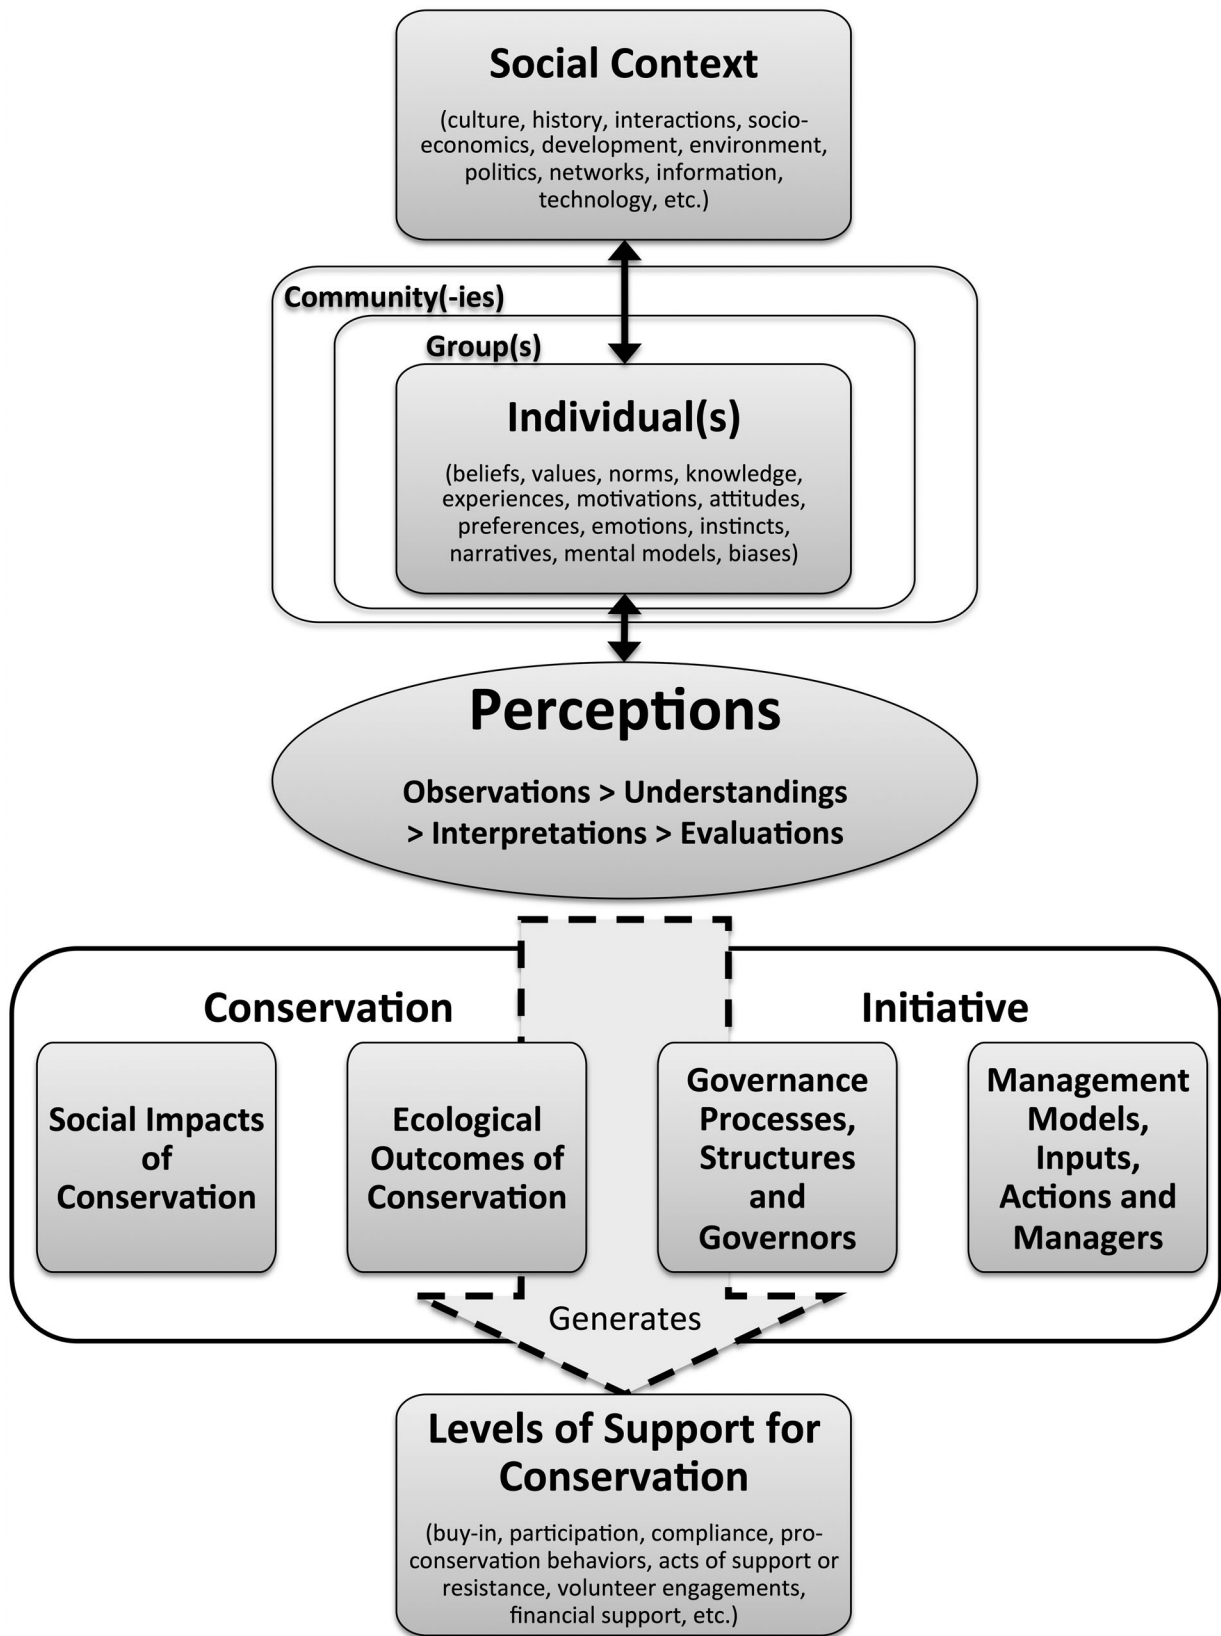 Social Context
(culture, history, interactions, socio-
economics, development, environment,
politics, networks, information,
technology, etc.)
Community(-ies)
Group(s)
Individual(s)
(beliefs, values, norms, knowledge,
experiences, motivations, attitudes,
preferences, emotions, instincts,
narratives, mental models, biases)
Perceptions
Observations > Understandings
> Interpretations > Evaluations
Conservation Initiative
Social Impacts
of
Conservation
Ecological
Outcomes of
Conservation
Governance
Processes,
Structures
and
Governors
Management
Models,
Inputs,
Actions and
Managers
Generates
Levels of Support for
Conservation
(buy-in, participation, compliance, pro-
conservation behaviors, acts of support or
resistance, volunteer engagements,
financial support, etc.)